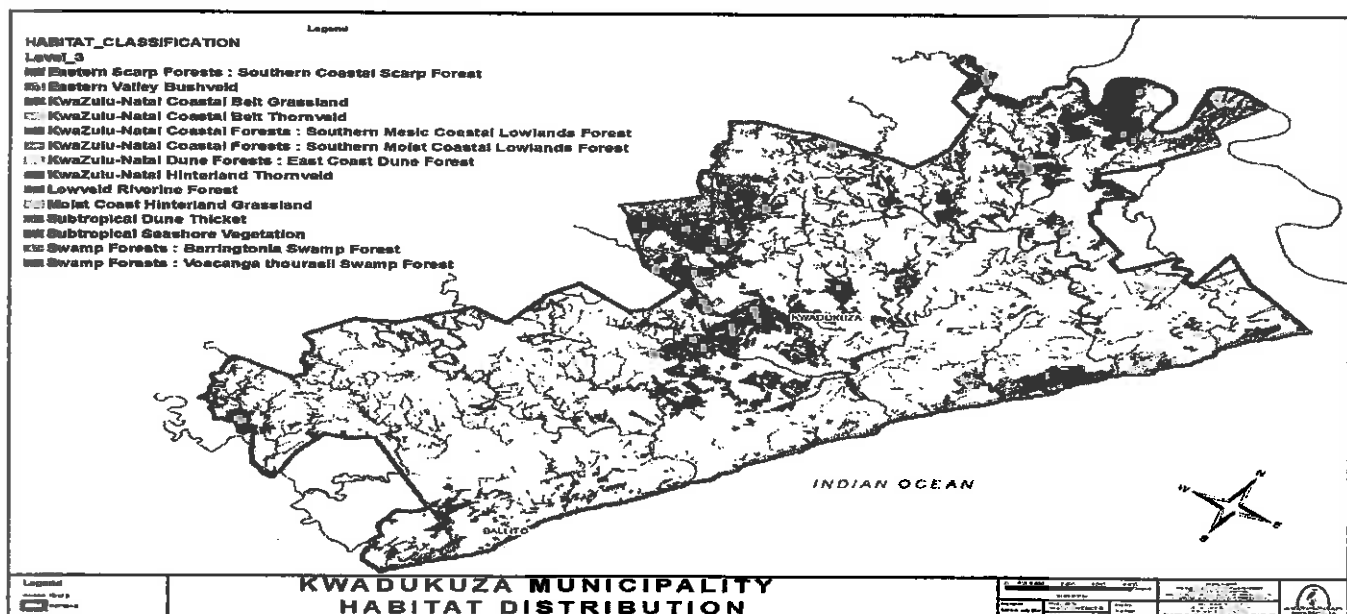 Legend
HABITAT_CLASSIFICATION
Level_3
Eastern Scarp Forests : Southern Coastal Scarp Forest
Eastern Valley Bushveld
KwaZulu-Natal Coastal Belt Grassland
KwaZulu-Natal Coastal Belt Thornveld
KwaZulu-Natal Coastal Forests : Southern Mesic Coastal Lowlands Forest
KwaZulu-Natal Coastal Forests : Southern Moist Coastal Lowlands Forest
KwaZulu-Natal Dune Forests : East Coast Dune Forest
KwaZulu-Natal Hinterland Thornveld
Lowveld Riverine Forest
Moist Coast Hinterland Grassland
Subtropical Dune Thicket
Subtropical Seashore Vegetation
Swamp Forests : Barringtonia Swamp Forest
Swamp Forests : Voacanga thouarsii Swamp Forest
KWADUKUZA
INDIAN OCEAN
N
W
E
S
BALLITO
Legend
KWADUKUZA MUNICIPALITY
HABITAT DISTRIBUTION